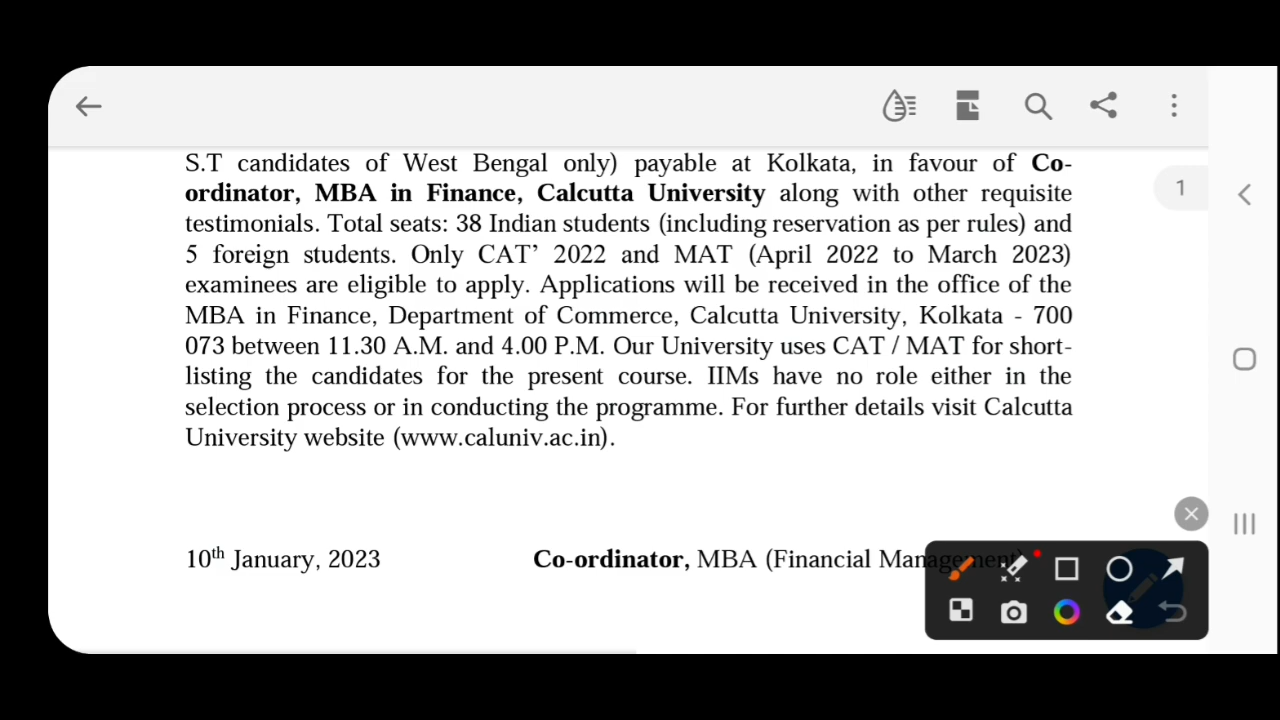 S.T candidates of West Bengal only) payable at Kolkata, in favour of Co-
ordinator, MBA in Finance, Calcutta University along with other requisite
testimonials. Total seats: 38 Indian students (including reservation as per rules) and
5 foreign students. Only CAT’ 2022 and MAT (April 2022 to March 2023)
examinees are eligible to apply. Applications will be received in the office of the
MBA in Finance, Department of Commerce, Calcutta University, Kolkata - 700
073 between 11.30 A.M. and 4.00 P.M. Our University uses CAT / MAT for short-
listing the candidates for the present course. IIMs have no role either in the
selection process or in conducting the programme. For further details visit Calcutta
University website (www.caluniv.ac.in).
1
10th January, 2023 Co-ordinator, MBA (Financial Management)